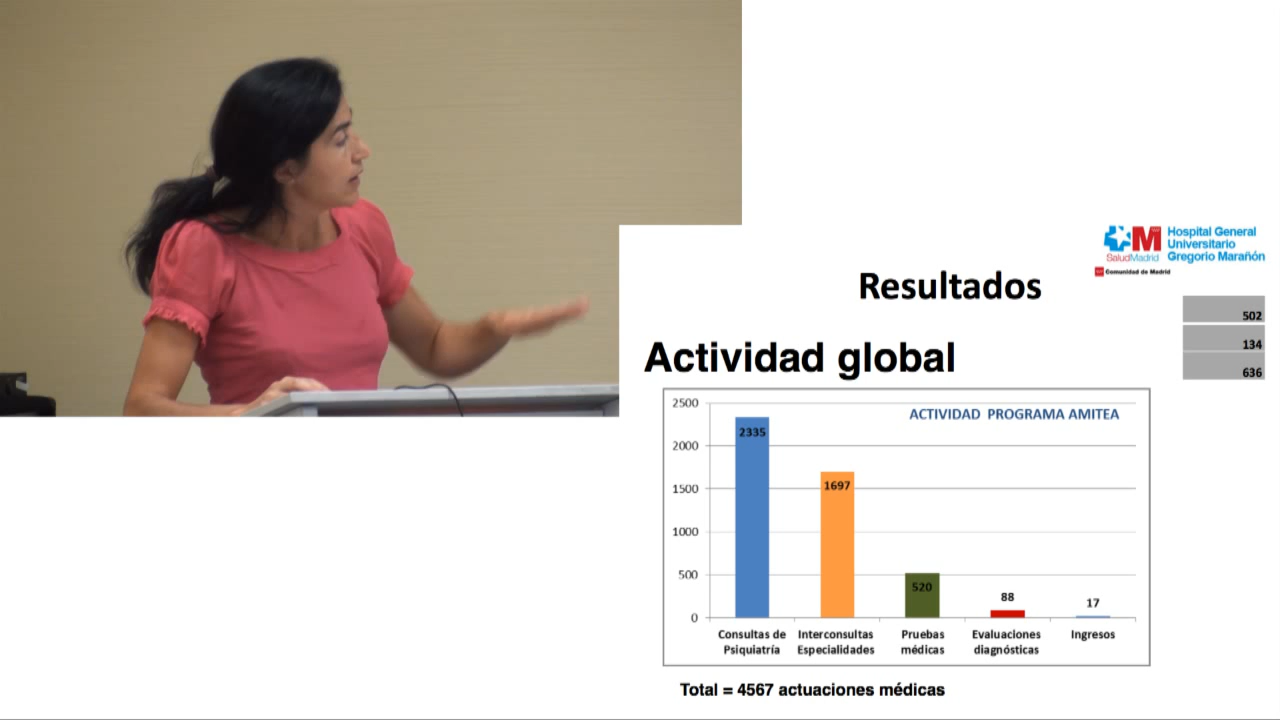 Hospital General
Universitario
Gregorio Marañón
SaludMadrid
Comunidad de Madrid
Resultados
502
134
636
Actividad global
ACTIVIDAD PROGRAMA AMITEA
2500
2000
1500
1000
500
0
2335
1697
520
88
17
Consultas de
Psiquiatría
Interconsultas
Especialidades
Pruebas
médicas
Evaluaciones
diagnósticas
Ingresos
Total = 4567 actuaciones médicas